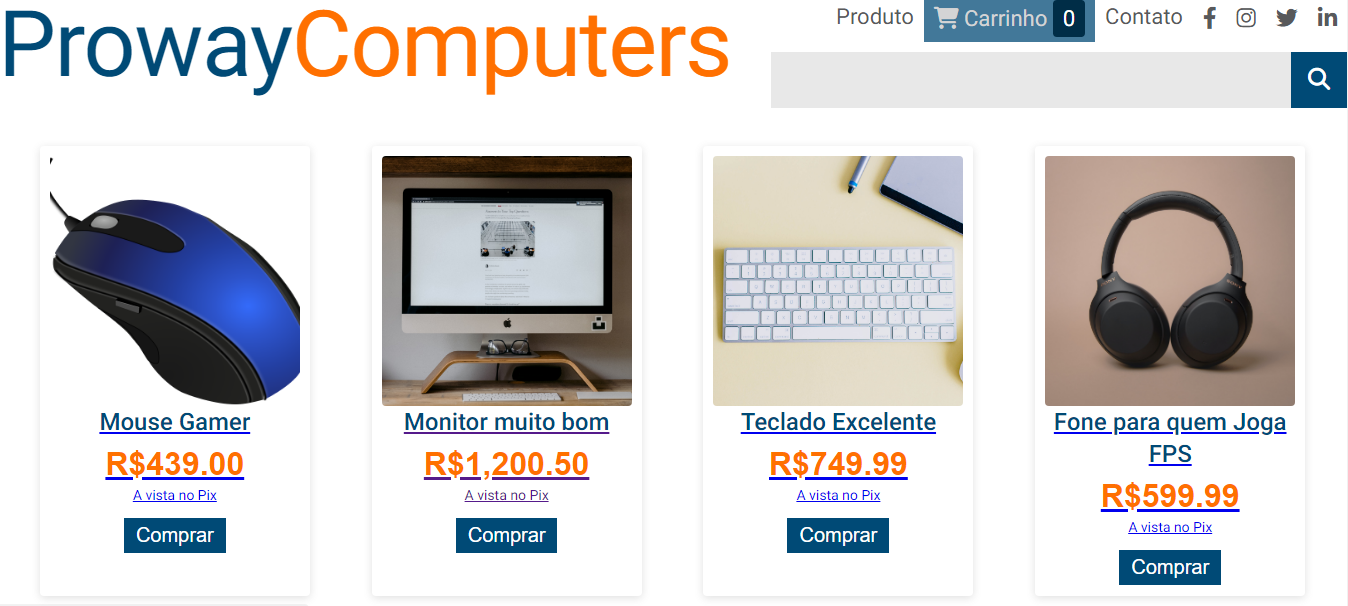 ProwayComputers
Produto Carrinho 0 Contato
Mouse Gamer
R$439.00
A vista no Pix
Comprar
Monitor muito bom
R$1,200.50
A vista no Pix
Comprar
Teclado Excelente
R$749.99
A vista no Pix
Comprar
Fone para quem Joga
FPS
R$599.99
A vista no Pix
Comprar